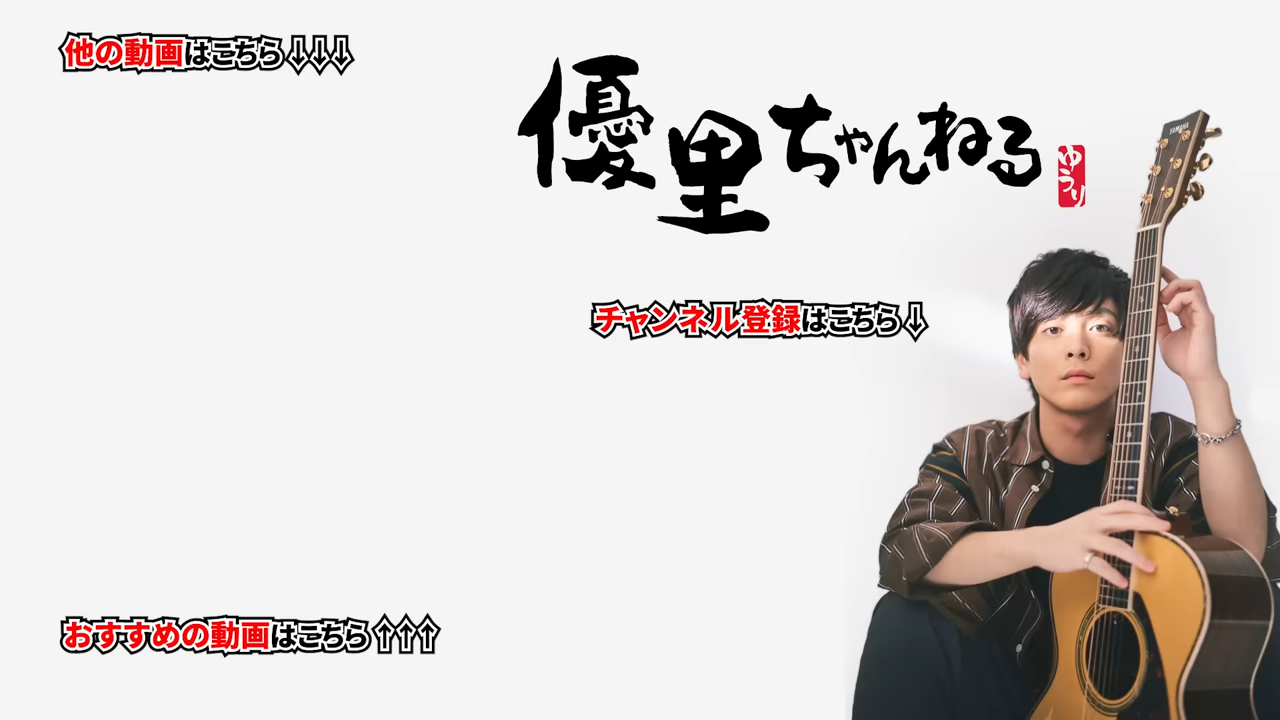 他の動画はこちら↓↓↓
優里ちゃんねる
ゆうり
YAMAHA
チャンネル登録はこちら↓
おすすめの動画はこちら↑↑↑